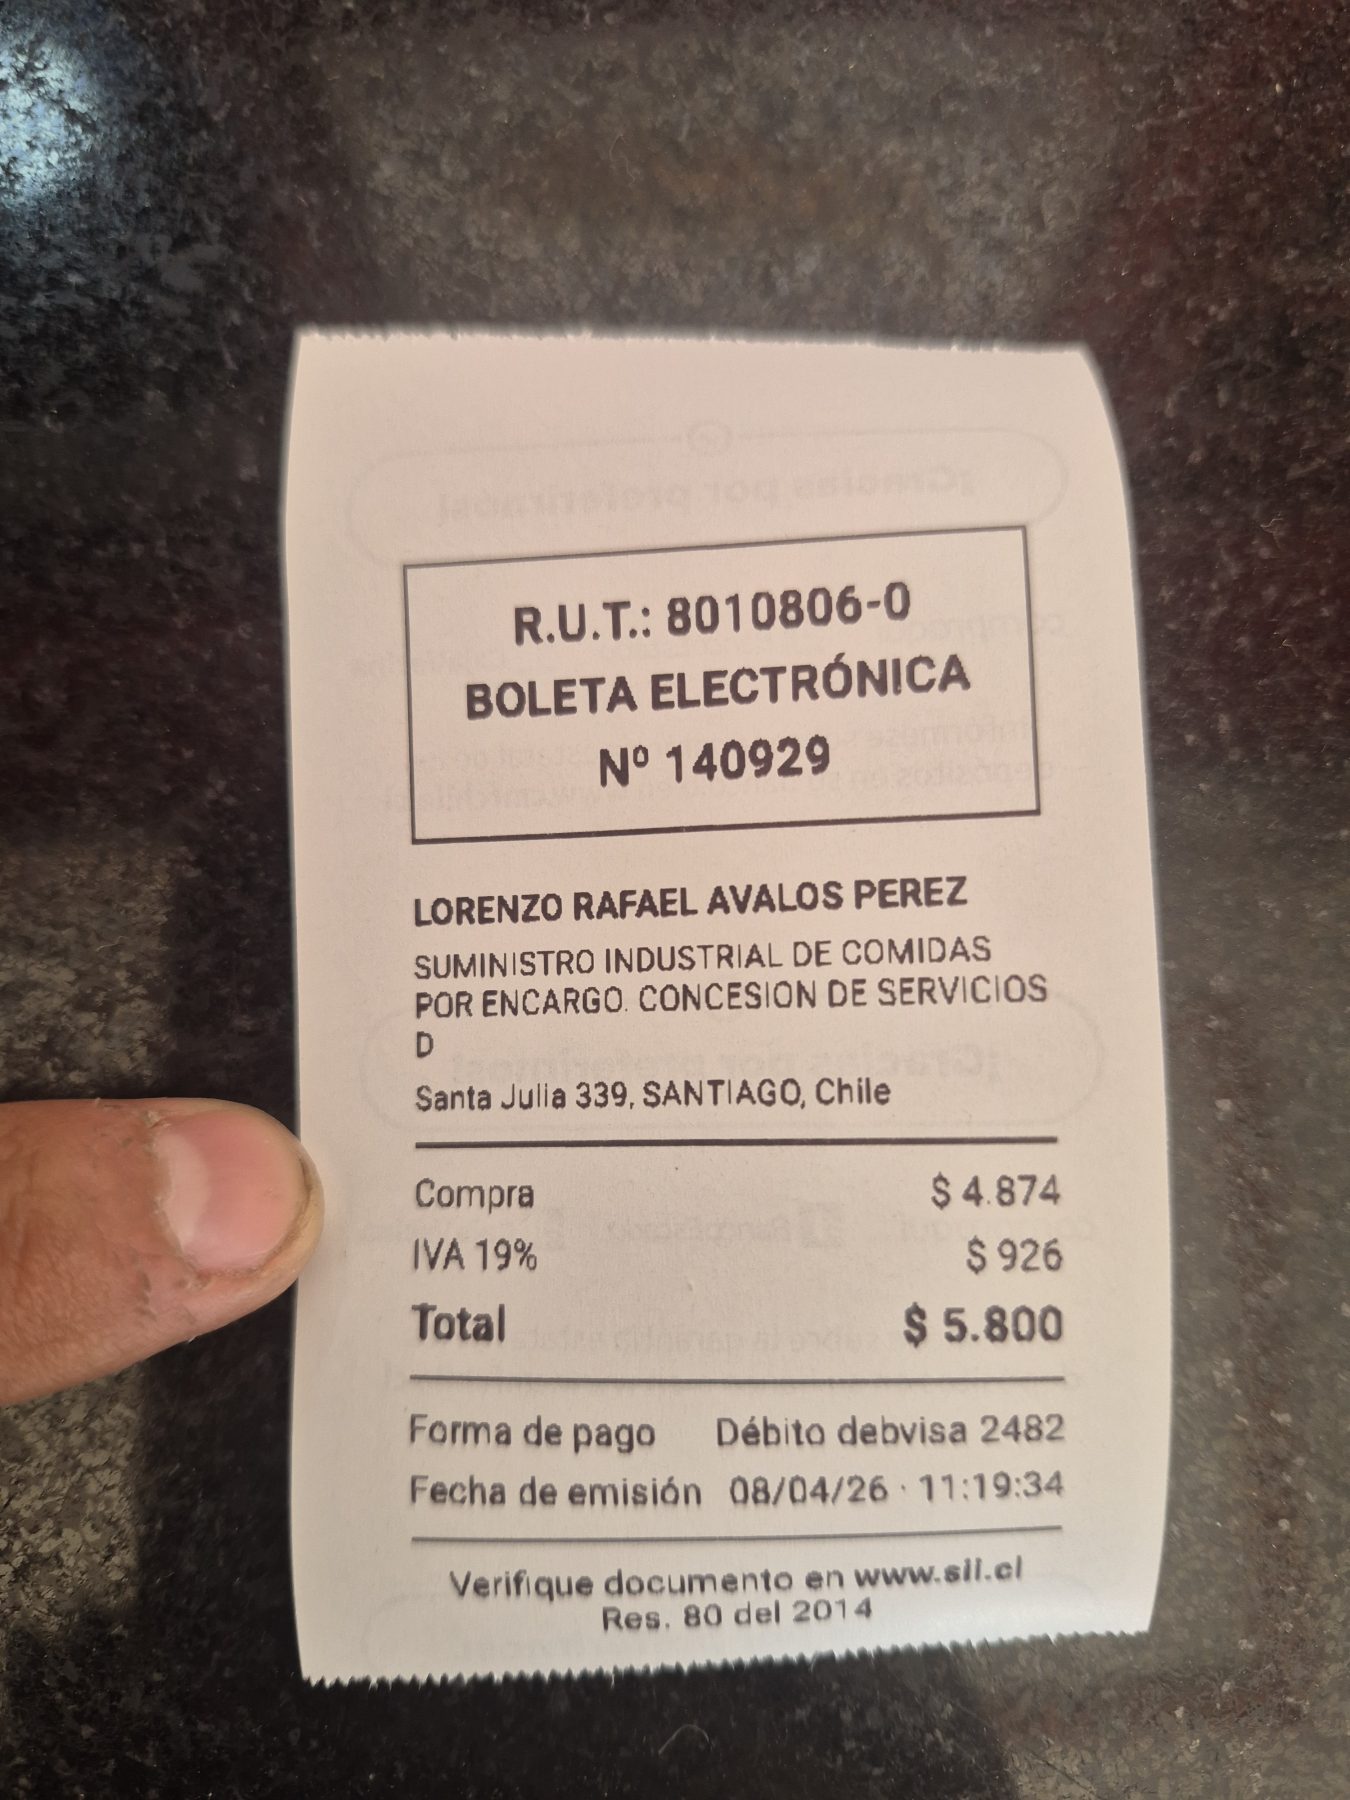 R.U.T.: 8010806-0
BOLETA ELECTRÓNICA
Nº 140929
LORENZO RAFAEL AVALOS PEREZ
SUMINISTRO INDUSTRIAL DE COMIDAS
POR ENCARGO. CONCESION DE SERVICIOS
D
Santa Julia 339, SANTIAGO, Chile
Compra $ 4.874
IVA 19% $ 926
Total $ 5.800
Forma de pago Débito debvisa 2482
Fecha de emisión 08/04/26 · 11:19:34
Verifique documento en www.sii.cl
Res. 80 del 2014